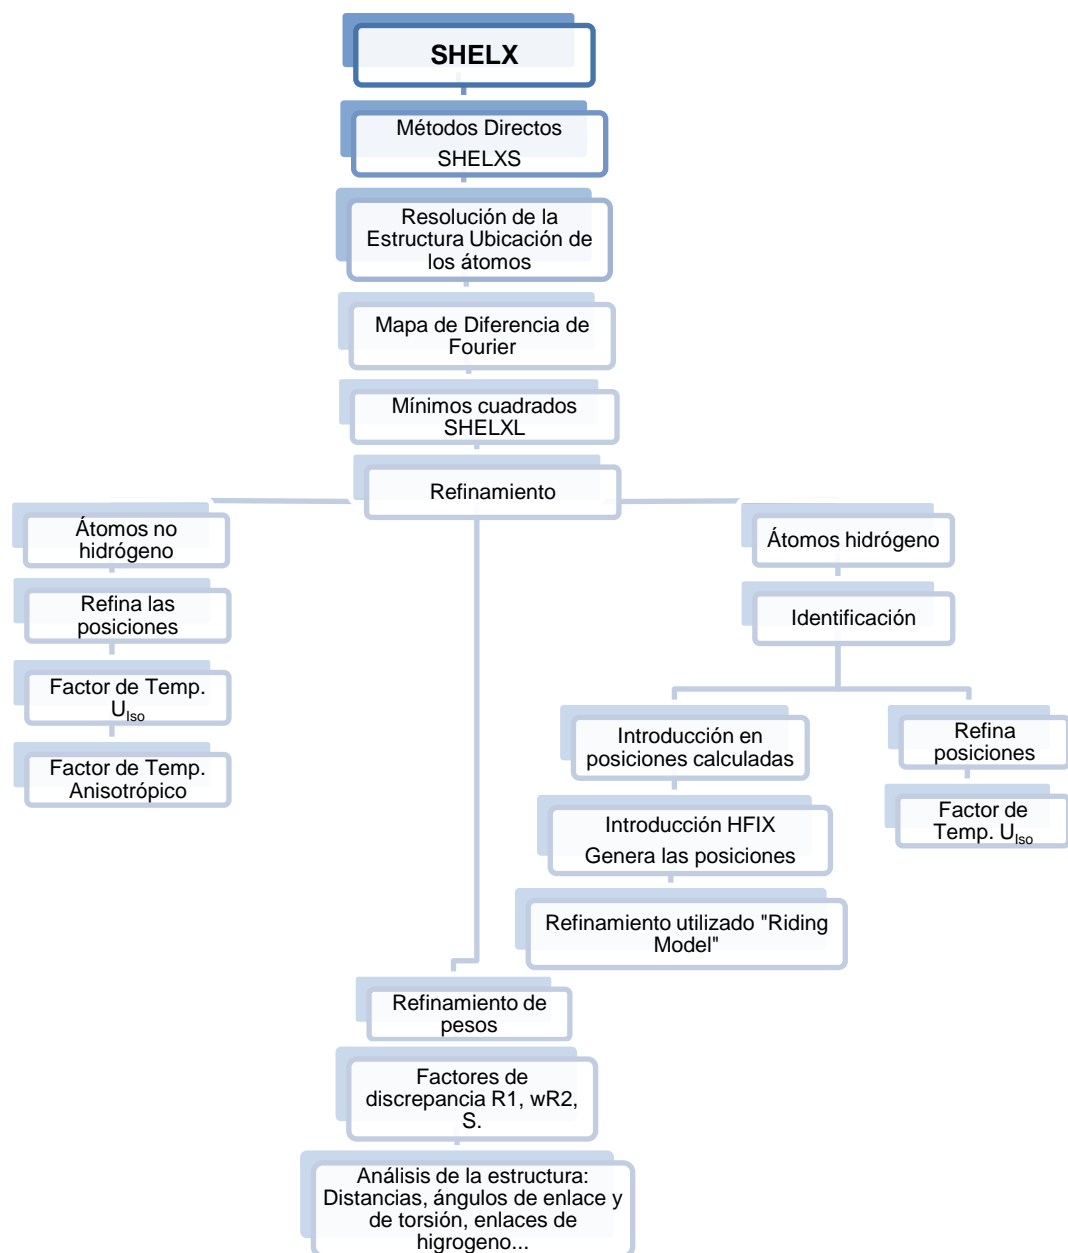 SHELX
Métodos Directos
SHELXS
Resolución de la
Estructura Ubicación de
los átomos
Mapa de Diferencia de
Fourier
Mínimos cuadrados
SHELXL
Refinamiento
Átomos no
hidrógeno
Refina las
posiciones
Factor de Temp.
UIso
Factor de Temp.
Anisotrópico
Átomos hidrógeno
Identificación
Introducción en
posiciones calculadas
Introducción HFIX
Genera las posiciones
Refinamiento utilizado "Riding
Model"
Refina
posiciones
Factor de
Temp. UIso
Refinamiento de
pesos
Factores de
discrepancia R1, wR2,
S.
Análisis de la estructura:
Distancias, ángulos de enlace y
de torsión, enlaces de
higrogeno...